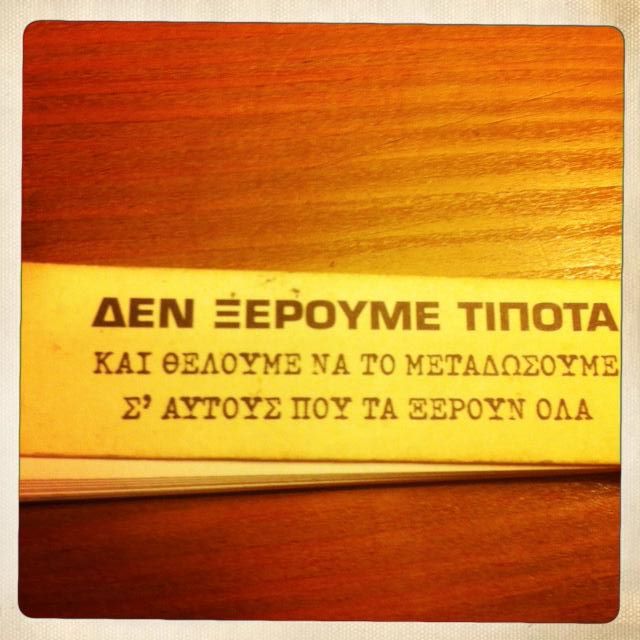 ΔΕΝ ΞΕΡΟΥΜΕ ΤΙΠΟΤΑ
ΚΑΙ ΘΕΛΟΥΜΕ ΝΑ ΤΟ ΜΕΤΑΔΩΣΟΥΜΕ
Σ' ΑΥΤΟΥΣ ΠΟΥ ΤΑ ΞΕΡΟΥΝ ΟΛΑ